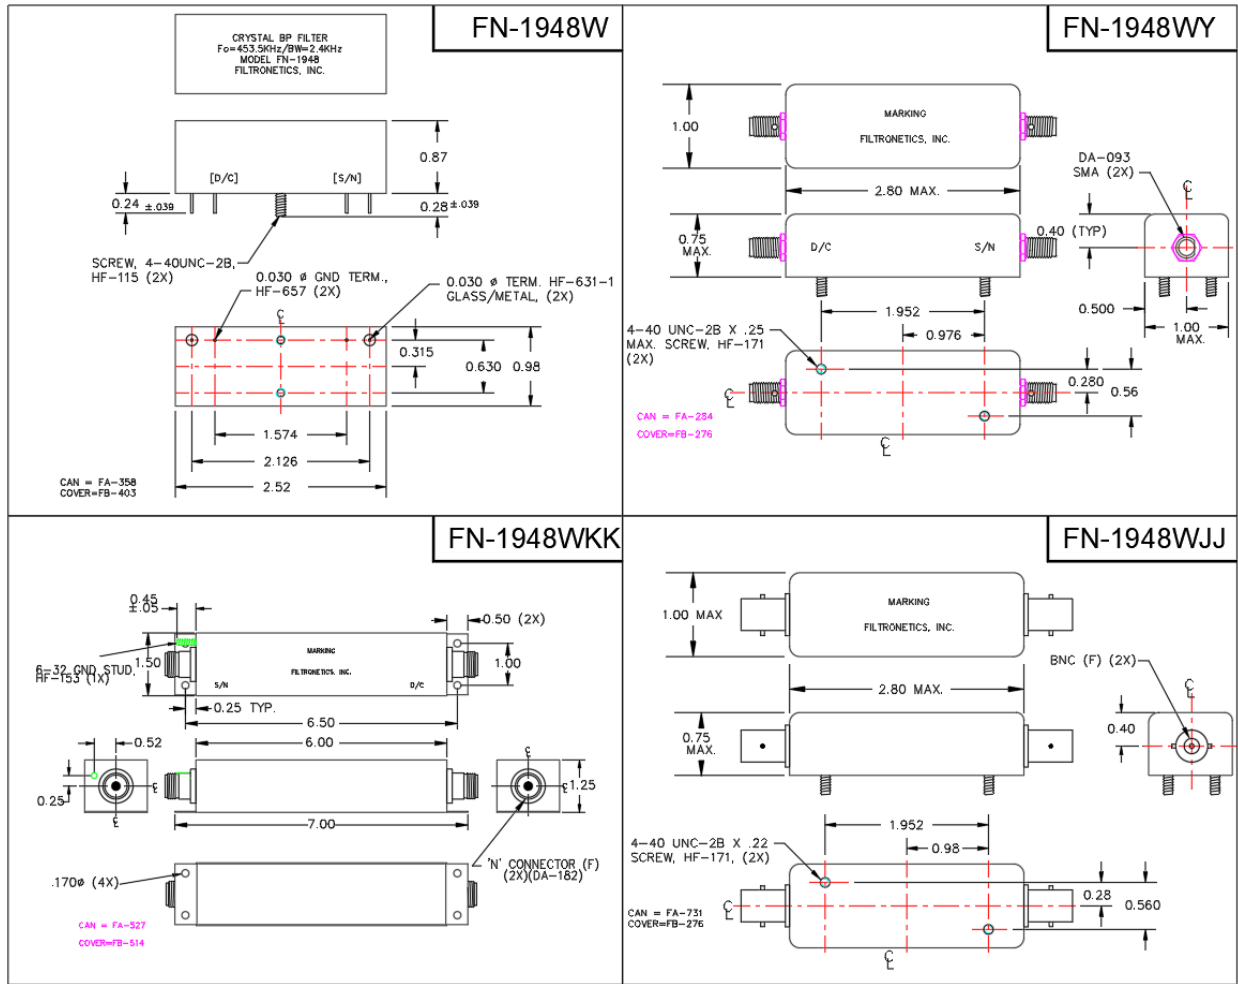 FN-1948W
CRYSTAL BP FILTER
Fo=453.5KHz/BW=2.4KHz
MODEL FN-1948
FILTRONETICS, INC.
0.87
[D/C]
[S/N]
0.24 ±.039
0.28 ±.039
SCREW, 4-40UNC-2B,
HF-115 (2X)
0.030 ø GND TERM.,
HF-657 (2X)
0.030 ø TERM. HF-631-1
GLASS/METAL, (2X)
℄
0.315
0.630
0.98
1.574
2.126
2.52
CAN = FA-358
COVER=FB-403
FN-1948WY
1.00
MARKING
FILTRONETICS, INC.
2.80 MAX.
DA-093
SMA (2X)
℄
0.75
MAX.
D/C
S/N
0.40 (TYP)
1.952
0.976
0.500
1.00
MAX.
4-40 UNC-2B X .25
MAX. SCREW, HF-171
(2X)
0.280
0.56
℄
CAN = FA-284
COVER=FB-276
℄
FN-1948WKK
0.45
±.05
0.50 (2X)
1.50
MARKING
FILTRONETICS, INC.
1.00
6-32 GND STUD,
HF-153 (1X)
S/N
D/C
0.25 TYP.
6.50
0.52
6.00
℄
0.25
℄
℄
1.25
℄
7.00
'N' CONNECTOR (F)
(2X)(DA-182)
.170ø (4X)
CAN = FA-527
COVER=FB-514
FN-1948WJJ
1.00 MAX
MARKING
FILTRONETICS, INC.
2.80 MAX.
BNC (F) (2X)
℄
0.75
MAX.
0.40
1.952
0.98
4-40 UNC-2B X .22
SCREW, HF-171, (2X)
0.28
0.560
℄
CAN = FA-731
COVER=FB-276
℄